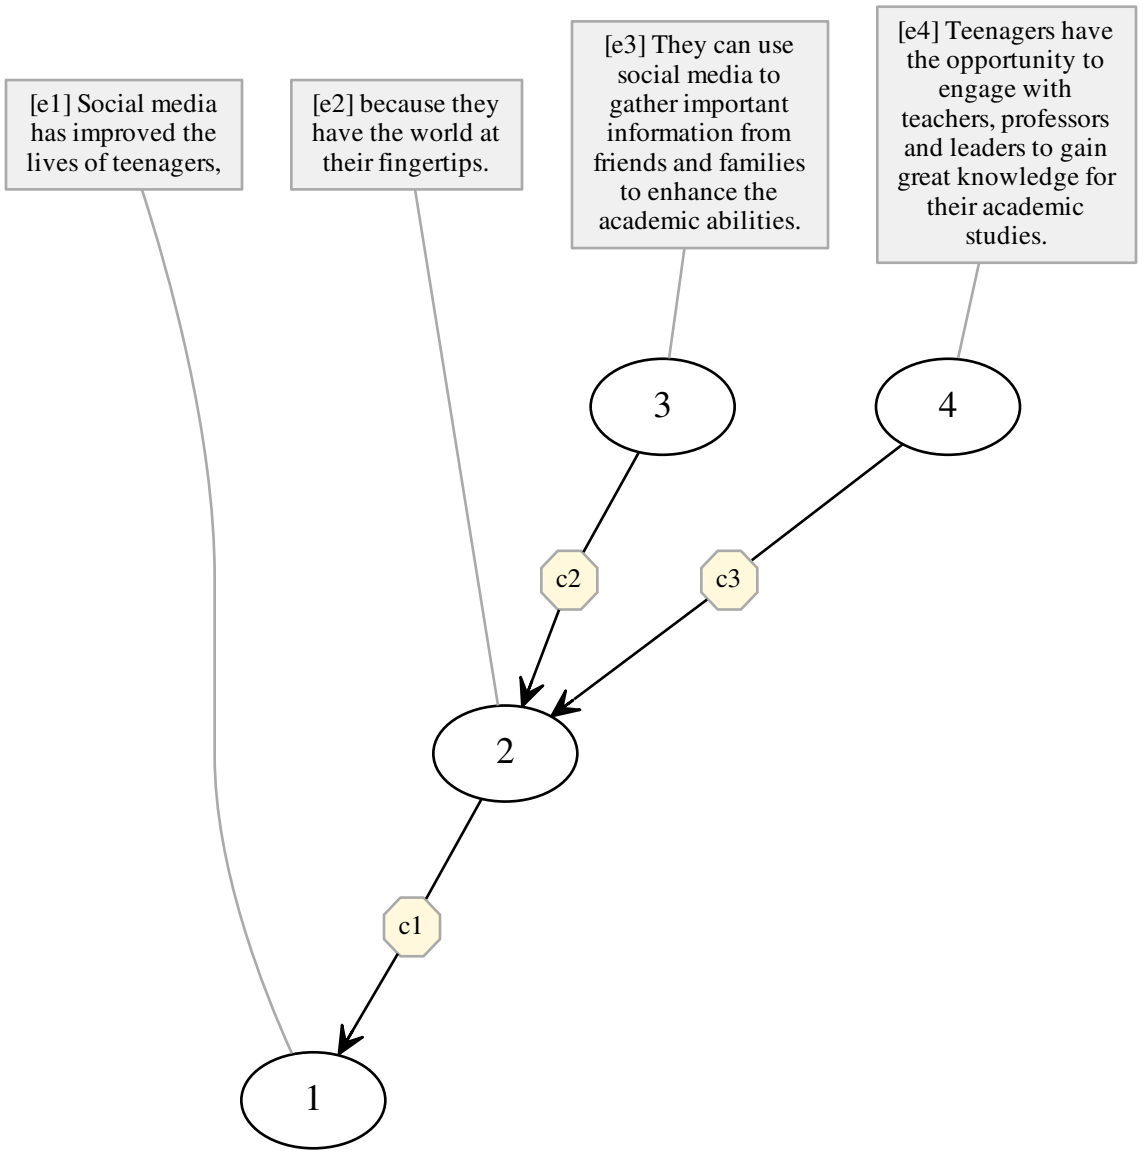 [e1] Social media
has improved the
lives of teenagers,
[e2] because they
have the world at
their fingertips.
[e3] They can use
social media to
gather important
information from
friends and families
to enhance the
academic abilities.
[e4] Teenagers have
the opportunity to
engage with
teachers, professors
and leaders to gain
great knowledge for
their academic
studies.
3
4
c2
c3
2
c1
1